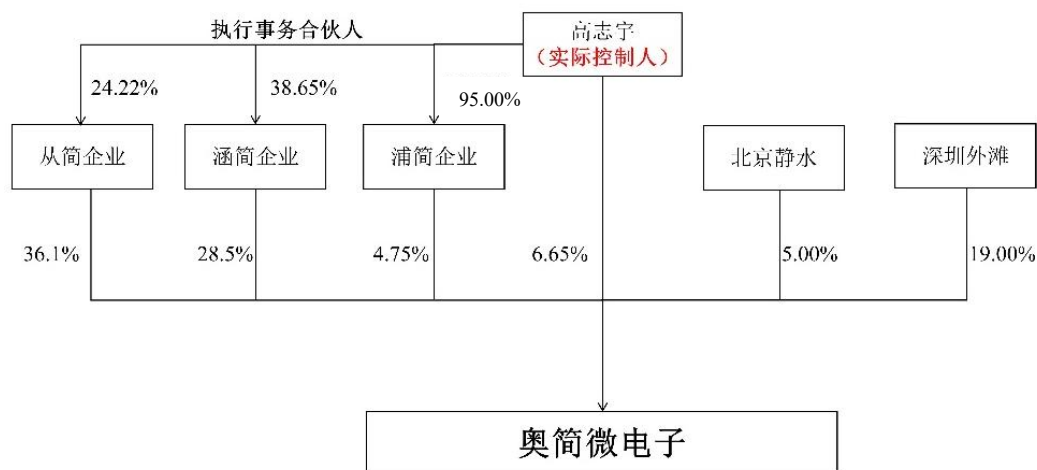 执行事务合伙人
高志宇
（实际控制人）
24.22%
38.65%
95.00%
从简企业
涵简企业
浦简企业
北京静水
深圳外滩
36.1%
28.5%
4.75%
6.65%
5.00%
19.00%
奥简微电子